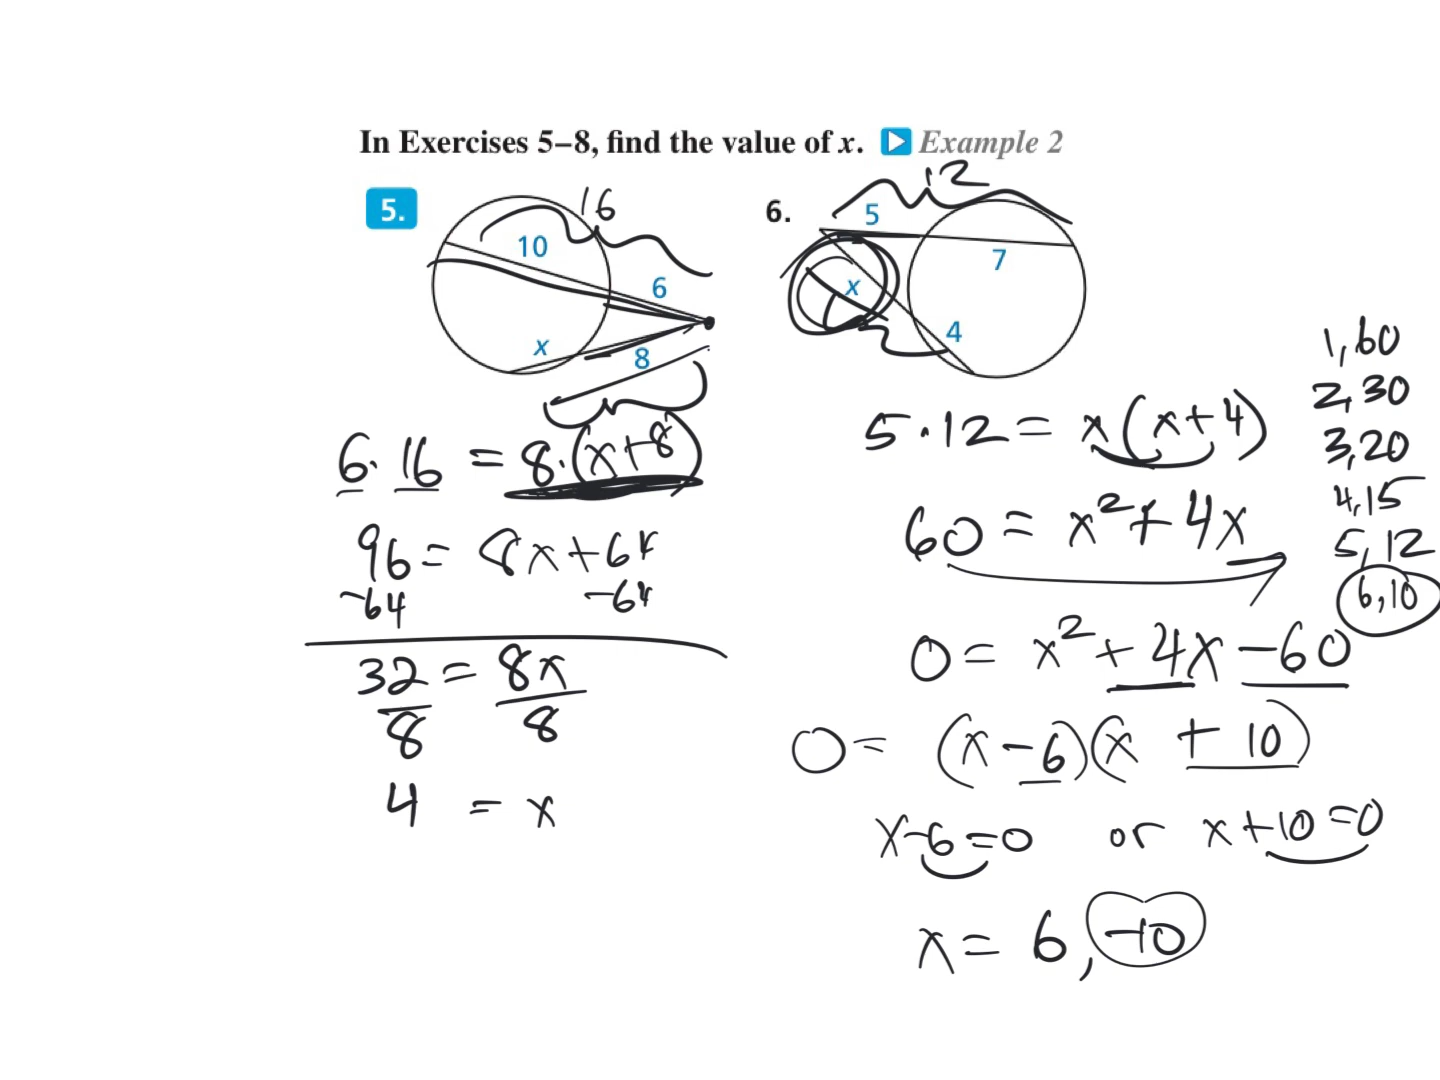 In Exercises 5–8, find the value of x. Example 2
5.
16
10
6
x
8
6 · 16 = 8 · (x+8)
96 = 8x+64
-64 -64
32 = 8x
8 8
4 = x
6.
12
5
7
x
4
5 · 12 = x(x+4)
60 = x²+4x
0 = x²+4x-60
0 = (x-6)(x+10)
x-6=0 or x+10=0
x = 6, -10
1,60
2,30
3,20
4,15
5,12
6,10